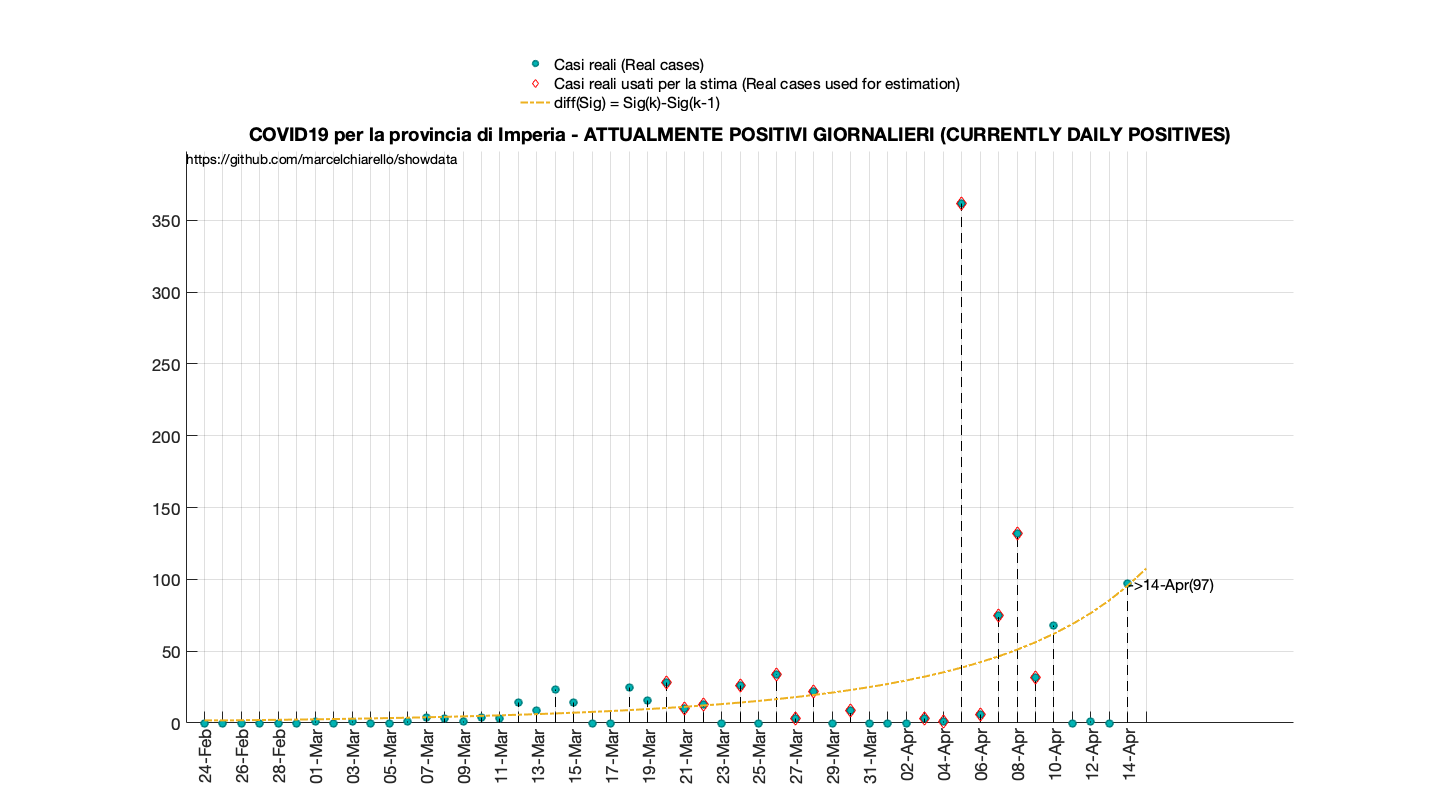 Casi reali (Real cases)
Casi reali usati per la stima (Real cases used for estimation)
diff(Sig) = Sig(k)-Sig(k-1)
COVID19 per la provincia di Imperia - ATTUALMENTE POSITIVI GIORNALIERI (CURRENTLY DAILY POSITIVES)
https://github.com/marcelchiarello/showdata
350
300
250
200
150
100
50
0
->14-Apr(97)
24-Feb
26-Feb
28-Feb
01-Mar
03-Mar
05-Mar
07-Mar
09-Mar
11-Mar
13-Mar
15-Mar
17-Mar
19-Mar
21-Mar
23-Mar
25-Mar
27-Mar
29-Mar
31-Mar
02-Apr
04-Apr
06-Apr
08-Apr
10-Apr
12-Apr
14-Apr